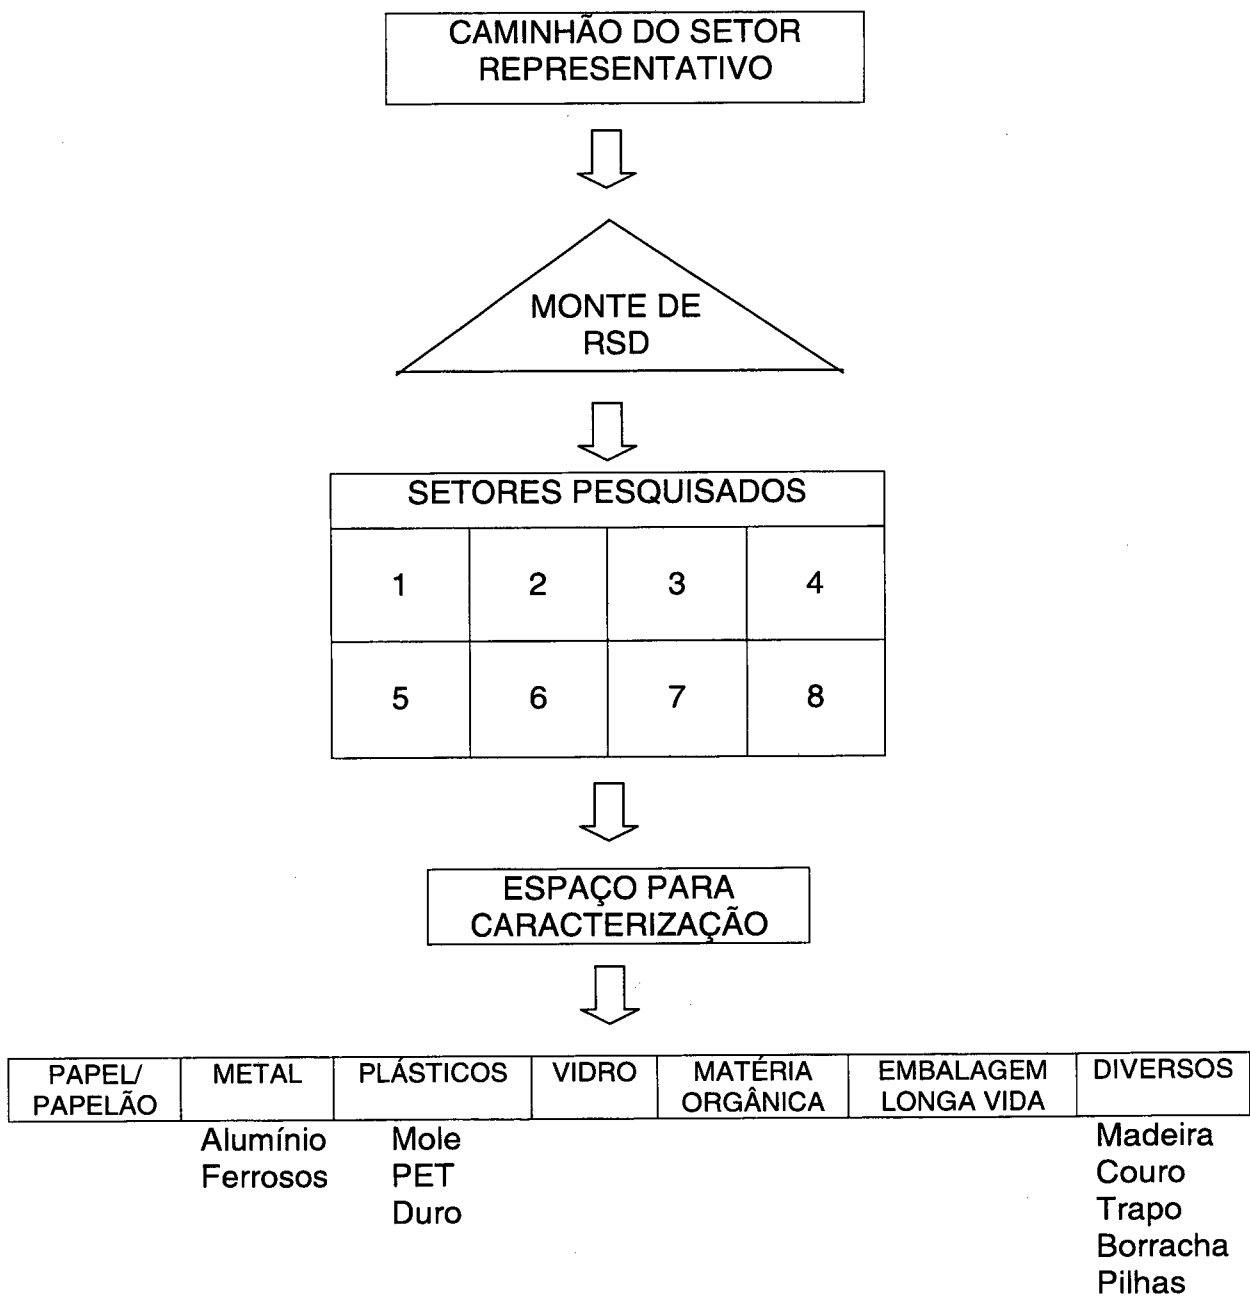 CAMINHÃO DO SETOR
REPRESENTATIVO
MONTE DE
RSD
SETORES PESQUISADOS
1 2 3 4
5 6 7 8
ESPAÇO PARA
CARACTERIZAÇÃO
PAPEL/
PAPELÃO
METAL
PLÁSTICOS
VIDRO
MATÉRIA
ORGÂNICA
EMBALAGEM
LONGA VIDA
DIVERSOS
Alumínio
Ferrosos
Mole
PET
Duro
Madeira
Couro
Trapo
Borracha
Pilhas